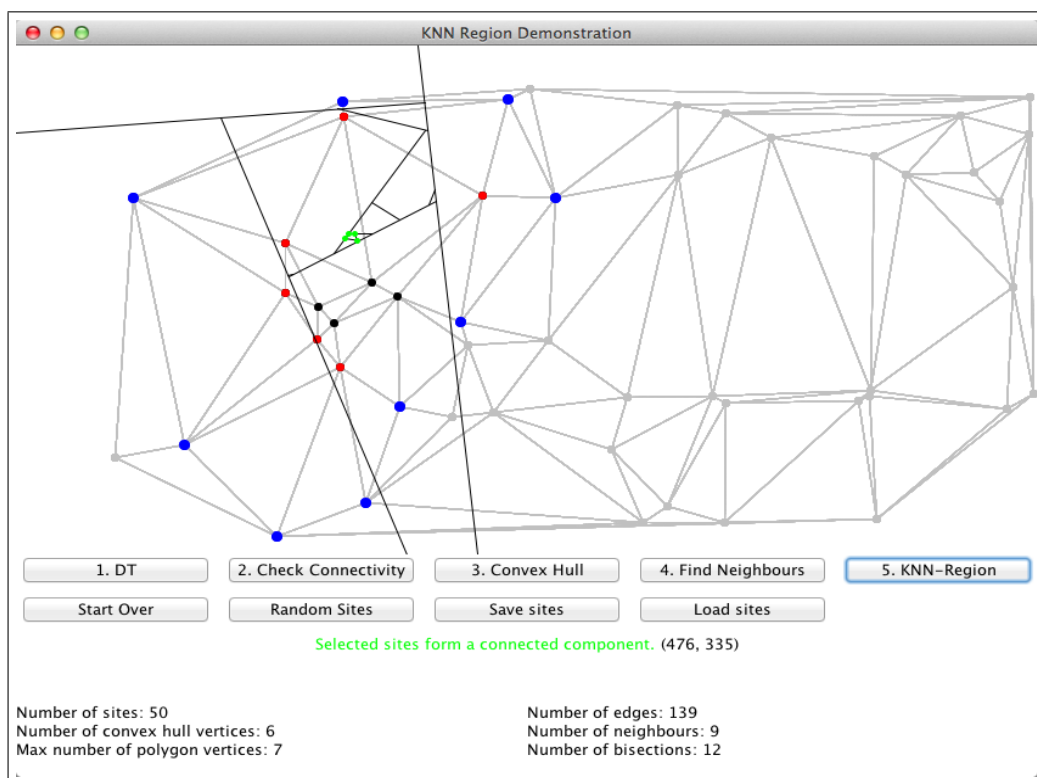 KNN Region Demonstration
1. DT
2. Check Connectivity
3. Convex Hull
4. Find Neighbours
5. KNN-Region
Start Over
Random Sites
Save sites
Load sites
Selected sites form a connected component. (476, 335)
Number of sites: 50
Number of convex hull vertices: 6
Max number of polygon vertices: 7
Number of edges: 139
Number of neighbours: 9
Number of bisections: 12